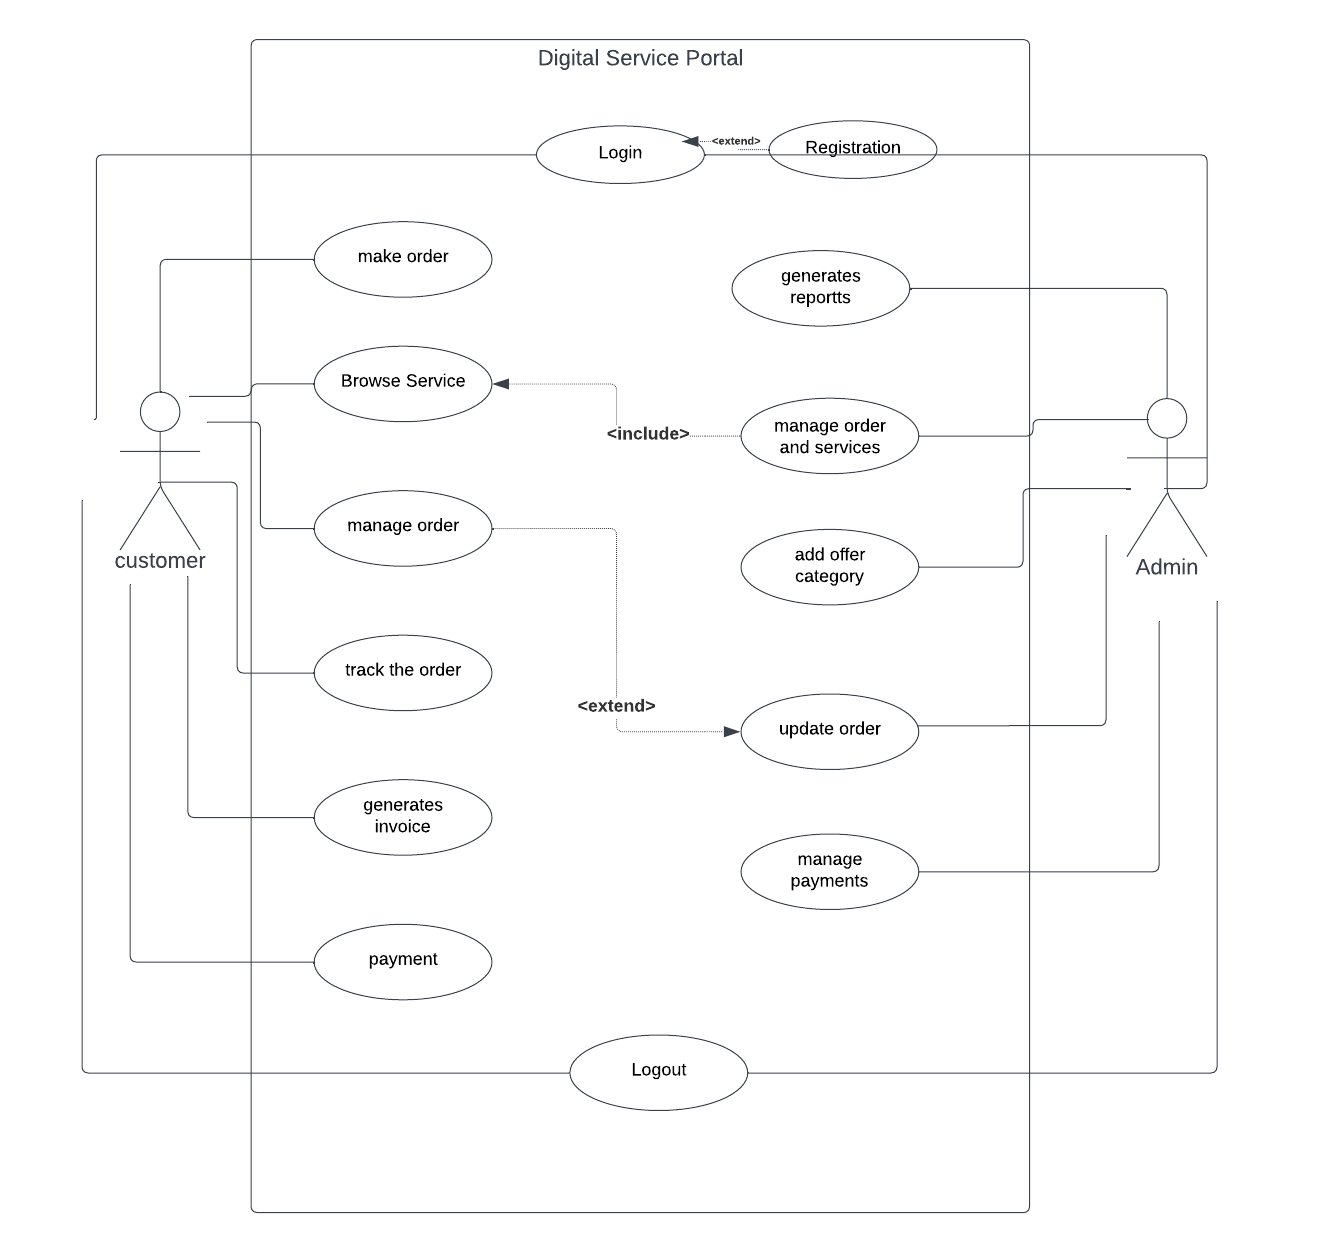 Digital Service Portal
Login
<extend>
Registration
make order
generates
reportts
Browse Service
<include>
manage order
and services
manage order
add offer
category
customer
Admin
track the order
<extend>
update order
generates
invoice
manage
payments
payment
Logout